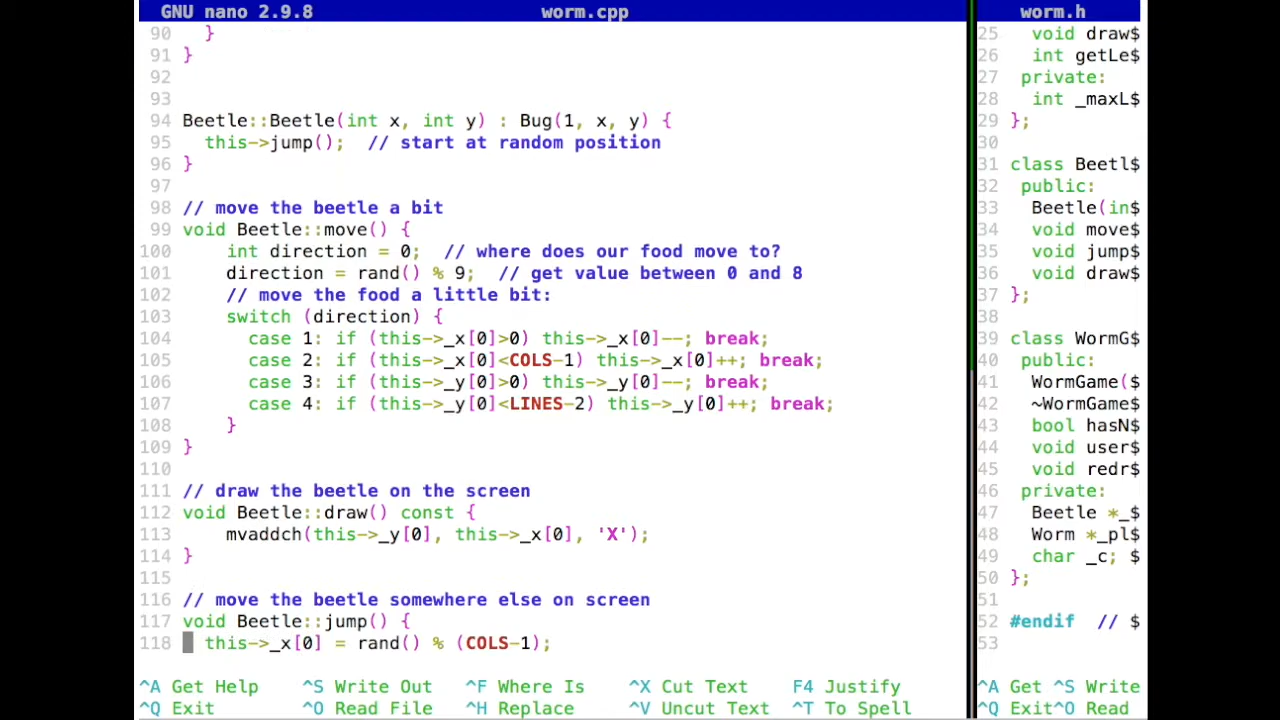 GNU nano 2.9.8 worm.cpp
90 }
91 }
92
93
94 Beetle::Beetle(int x, int y) : Bug(1, x, y) {
95 this->jump(); // start at random position
96 }
97
98 // move the beetle a bit
99 void Beetle::move() {
100 int direction = 0; // where does our food move to?
101 direction = rand() % 9; // get value between 0 and 8
102 // move the food a little bit:
103 switch (direction) {
104 case 1: if (this->_x[0]>0) this->_x[0]--; break;
105 case 2: if (this->_x[0]<COLS-1) this->_x[0]++; break;
106 case 3: if (this->_y[0]>0) this->_y[0]--; break;
107 case 4: if (this->_y[0]<LINES-2) this->_y[0]++; break;
108 }
109 }
110
111 // draw the beetle on the screen
112 void Beetle::draw() const {
113 mvaddch(this->_y[0], this->_x[0], 'X');
114 }
115
116 // move the beetle somewhere else on screen
117 void Beetle::jump() {
118 this->_x[0] = rand() % (COLS-1);
^A Get Help ^S Write Out ^F Where Is ^X Cut Text F4 Justify
^Q Exit ^O Read File ^H Replace ^V Uncut Text ^T To Spell
worm.h
25 void draw$
26 int getLe$
27 private:
28 int _maxL$
29 };
30
31 class Beetl$
32 public:
33 Beetle(in$
34 void move$
35 void jump$
36 void draw$
37 };
38
39 class WormG$
40 public:
41 WormGame($
42 ~WormGame$
43 bool hasN$
44 void user$
45 void redr$
46 private:
47 Beetle *_$
48 Worm *_pl$
49 char _c; $
50 };
51
52 #endif // $
53
^A Get ^S Write
^Q Exit^O Read